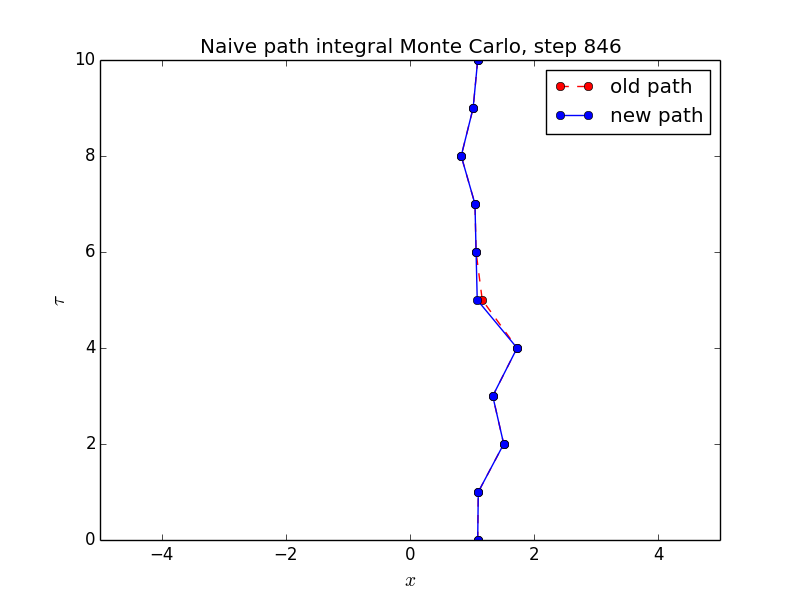 Naive path integral Monte Carlo, step 846
old path
new path
10
8
6
4
2
0
τ
−4 −2 0 2 4
x